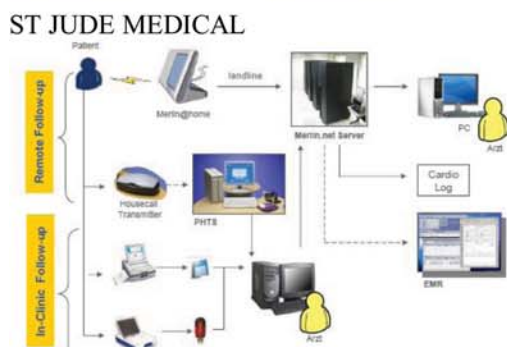 ST JUDE MEDICAL
Patient
Remote Follow-up
Merlin@home
landline
Merlin.net Server
PC
Arzt
Housecall
Transmitter
PHTS
Cardio
Log
EMR
In-Clinic Follow-up
Arzt